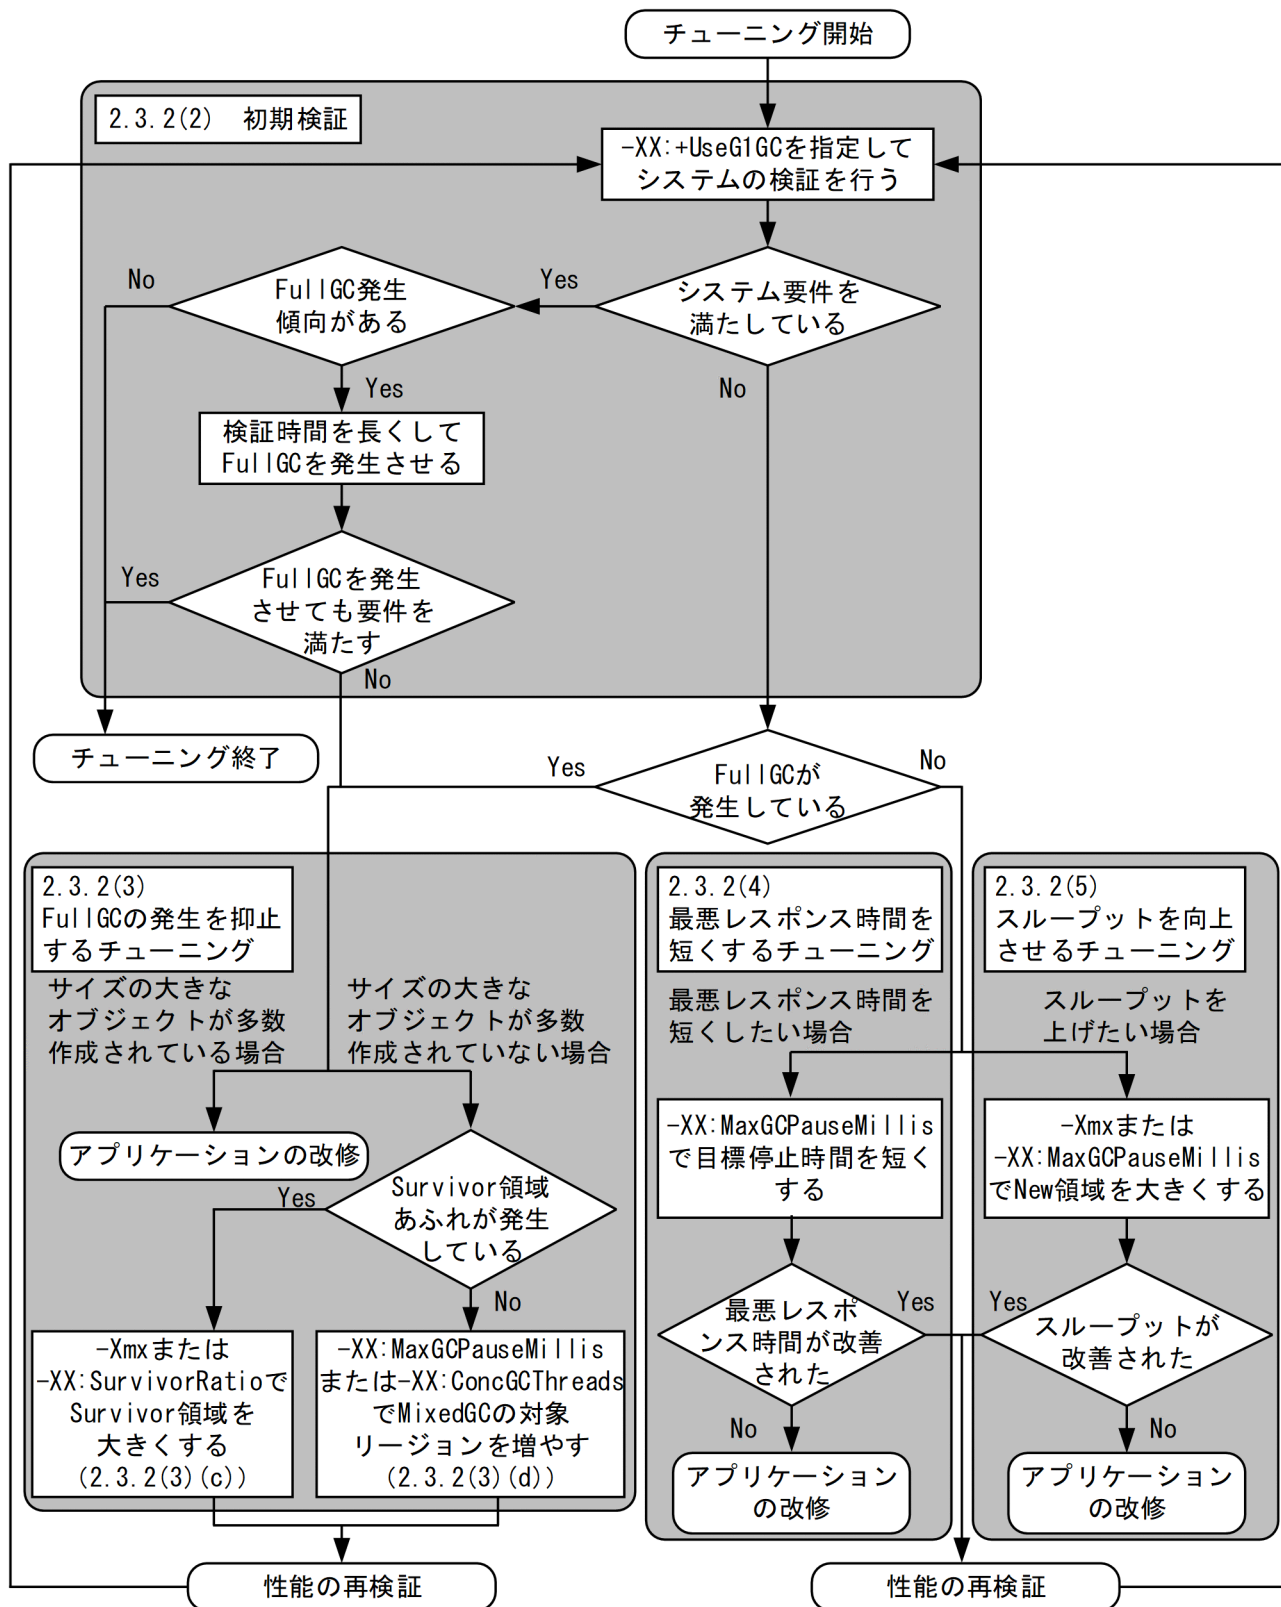 チューニング開始
2.3.2(2) 初期検証
-XX:+UseG1GCを指定して
システムの検証を行う
No
FullGC発生
傾向がある
Yes
システム要件を
満たしている
Yes
No
検証時間を長くして
FullGCを発生させる
Yes
FullGCを発生
させても要件を
満たす
No
チューニング終了
Yes
FullGCが
発生している
No
2.3.2(3)
FullGCの発生を抑止
するチューニング
サイズの大きな
オブジェクトが多数
作成されている場合
サイズの大きな
オブジェクトが多数
作成されていない場合
アプリケーションの改修
Yes
Survivor領域
あふれが発生
している
No
-Xmxまたは
-XX:SurvivorRatioで
Survivor領域を
大きくする
(2.3.2(3)(c))
-XX:MaxGCPauseMillis
または-XX:ConcGCThreads
でMixedGCの対象
リージョンを増やす
(2.3.2(3)(d))
性能の再検証
2.3.2(4)
最悪レスポンス時間を
短くするチューニング
最悪レスポンス時間を
短くしたい場合
-XX:MaxGCPauseMillis
で目標停止時間を短く
する
最悪レスポ
ンス時間が改善
された
Yes
No
アプリケーション
の改修
2.3.2(5)
スループットを向上
させるチューニング
スループットを
上げたい場合
-Xmxまたは
-XX:MaxGCPauseMillis
でNew領域を大きくする
Yes
スループットが
改善された
No
アプリケーション
の改修
性能の再検証